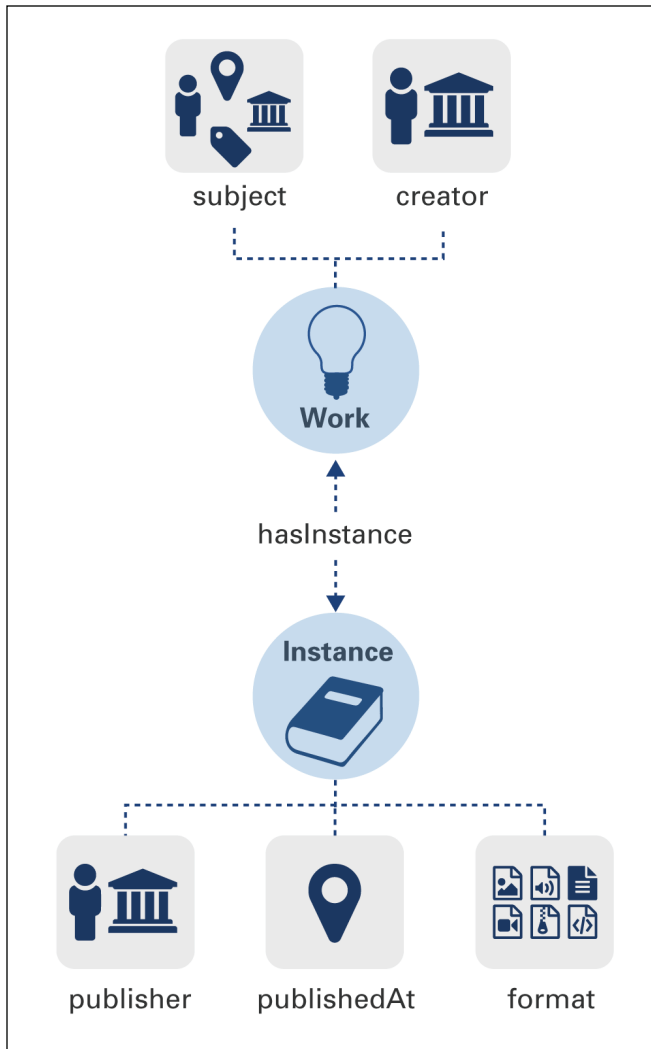 subject
creator
Work
hasInstance
Instance
publisher
publishedAt
format